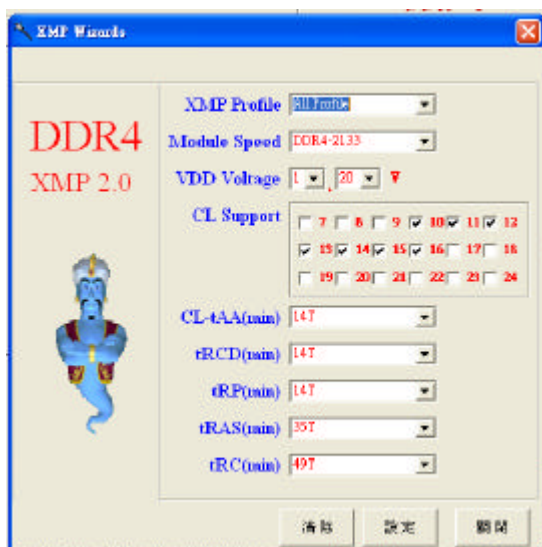 XMP Wizards
DDR4
XMP 2.0
XMP Profile All Profile
Module Speed DDR4-2133
VDD Voltage 1 . 20 V
CL Support
7 8 9 10 11 12
13 14 15 16 17 18
19 20 21 22 23 24
CL-tAA(min) 14T
tRCD(min) 14T
tRP(min) 14T
tRAS(min) 35T
tRC(min) 49T
清除 設定 關閉